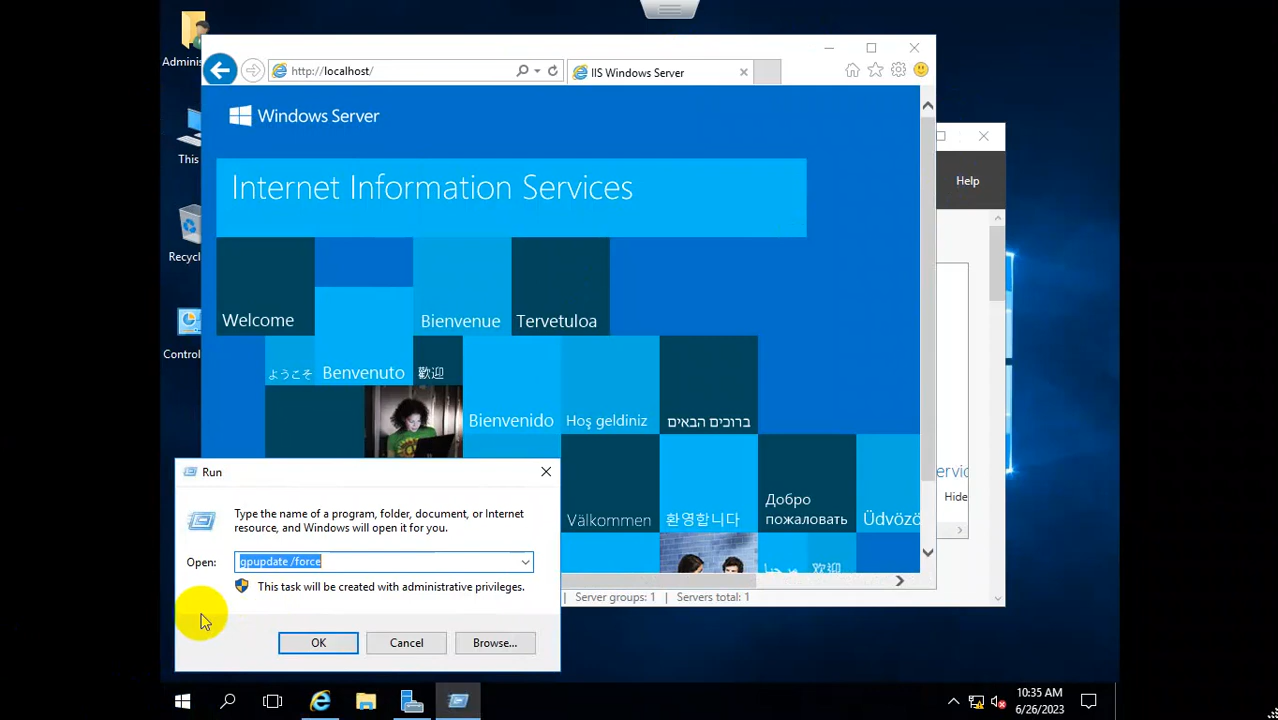 Adminis
This
Recycl
Control
http://localhost/
IIS Windows Server
Windows Server
Internet Information Services
Welcome
Bienvenue
Tervetuloa
ようこそ
Benvenuto
歡迎
Bienvenido
Hoş geldiniz
ברוכים הבאים
Välkommen
환영합니다
Добро
пожаловать
Üdvözö
Help
ervic
Hide
Server groups: 1
Servers total: 1
Run
Type the name of a program, folder, document, or Internet
resource, and Windows will open it for you.
Open:
gpupdate /force
This task will be created with administrative privileges.
OK
Cancel
Browse...
10:35 AM
6/26/2023